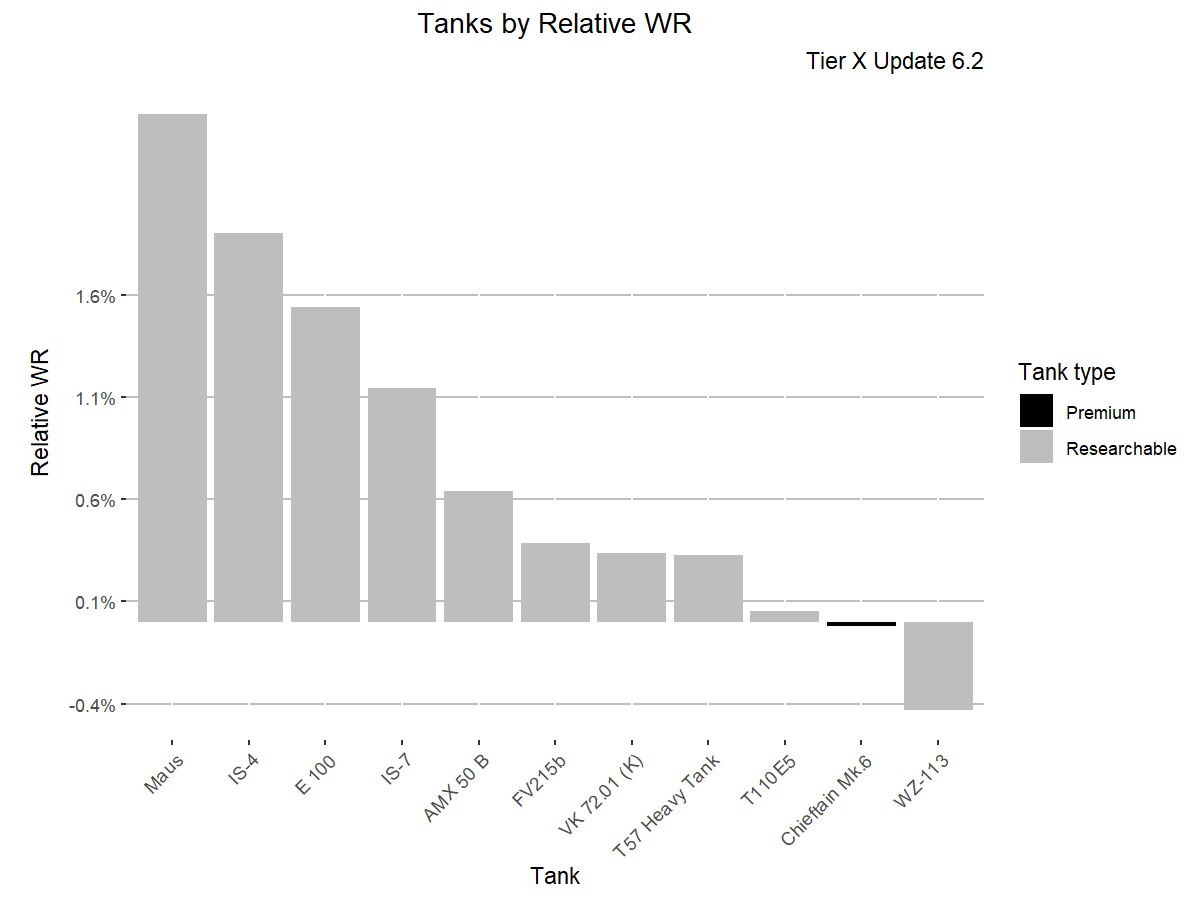 Tanks by Relative WR
Tier X Update 6.2
Relative WR
1.6%
1.1%
0.6%
0.1%
-0.4%
Maus
IS-4
E 100
IS-7
AMX 50 B
FV215b
VK 72.01 (K)
T57 Heavy Tank
T110E5
Chieftain Mk.6
WZ-113
Tank
Tank type
Premium
Researchable